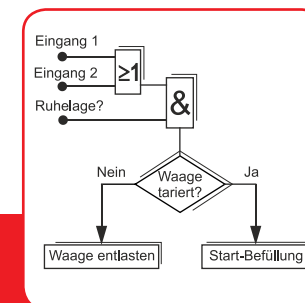 Eingang 1
≥1
Eingang 2
&
Ruhelage?
Nein
Waage
tariert?
Ja
Waage entlasten
Start-Befüllung